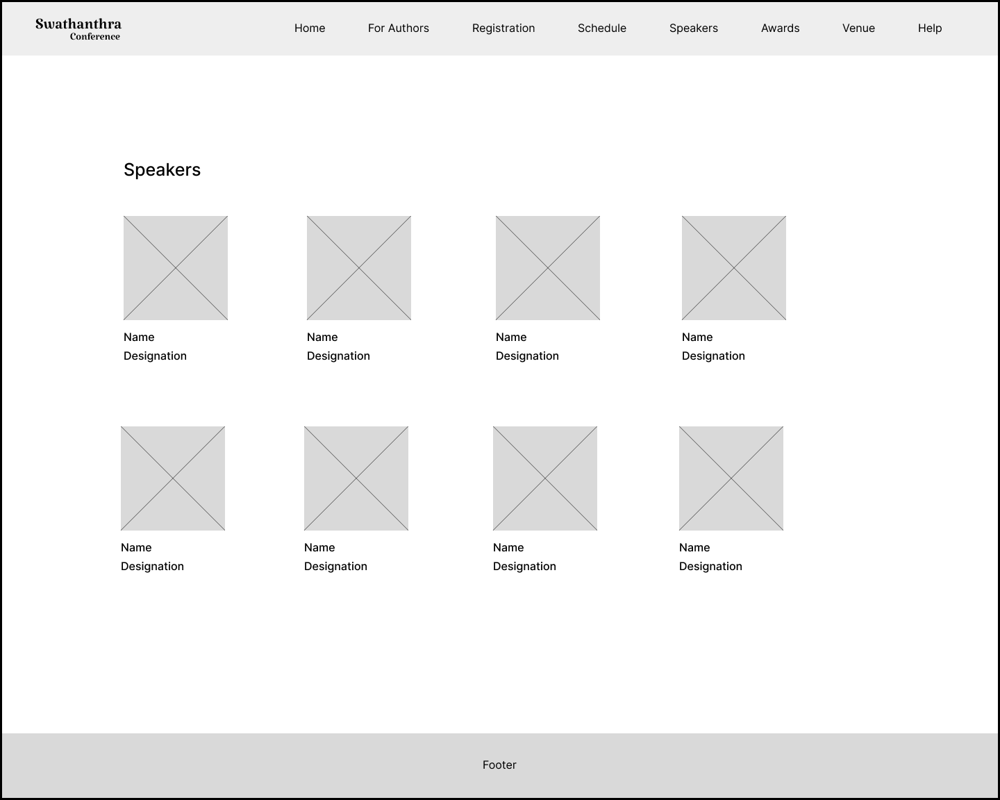 Swathanthra
Conference
Home For Authors Registration Schedule Speakers Awards Venue Help
Speakers
Name Name Name Name
Designation Designation Designation Designation
Name Name Name Name
Designation Designation Designation Designation
Footer